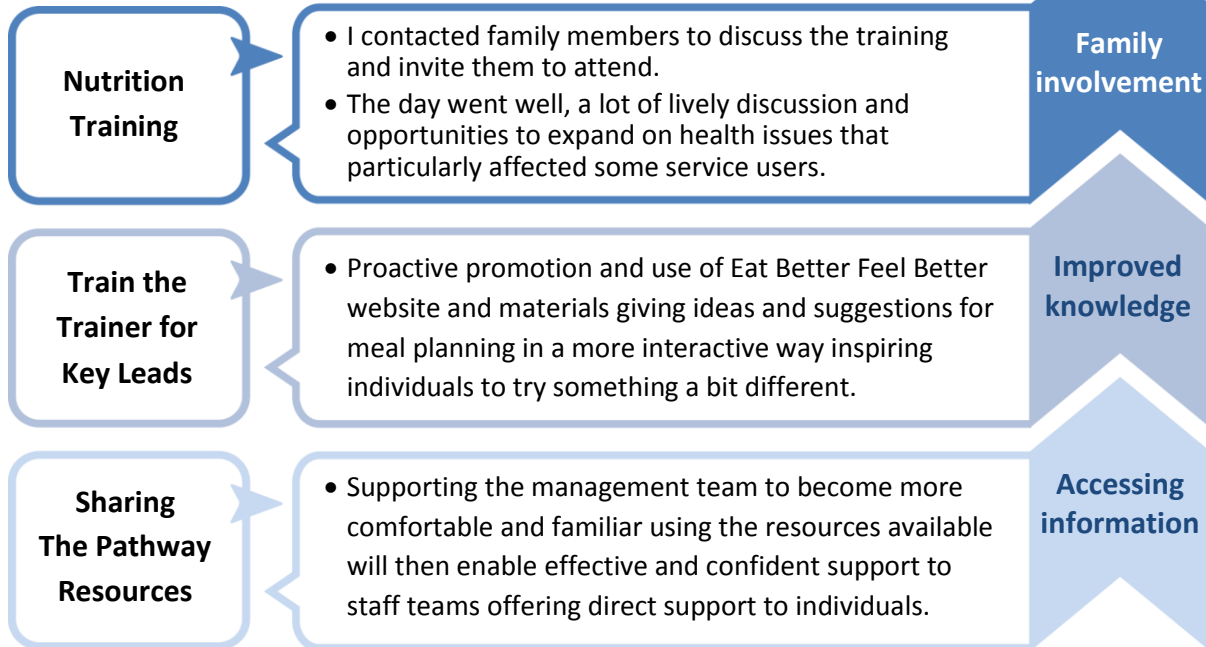 Nutrition
Training
• I contacted family members to discuss the training
and invite them to attend.
• The day went well, a lot of lively discussion and
opportunities to expand on health issues that
particularly affected some service users.
Family
involvement
Train the
Trainer for
Key Leads
• Proactive promotion and use of Eat Better Feel Better
website and materials giving ideas and suggestions for
meal planning in a more interactive way inspiring
individuals to try something a bit different.
Improved
knowledge
Sharing
The Pathway
Resources
• Supporting the management team to become more
comfortable and familiar using the resources available
will then enable effective and confident support to
staff teams offering direct support to individuals.
Accessing
information